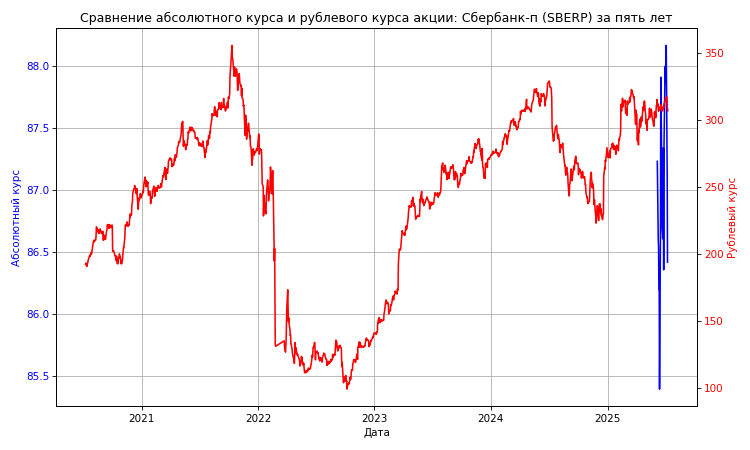 Сравнение абсолютного курса и рублевого курса акции: Сбербанк-п (SBERP) за пять лет
Абсолютный курс
88.0
87.5
87.0
86.5
86.0
85.5
350
300
250
200
150
100
Рублевый курс
2021 2022 2023 2024 2025
Дата